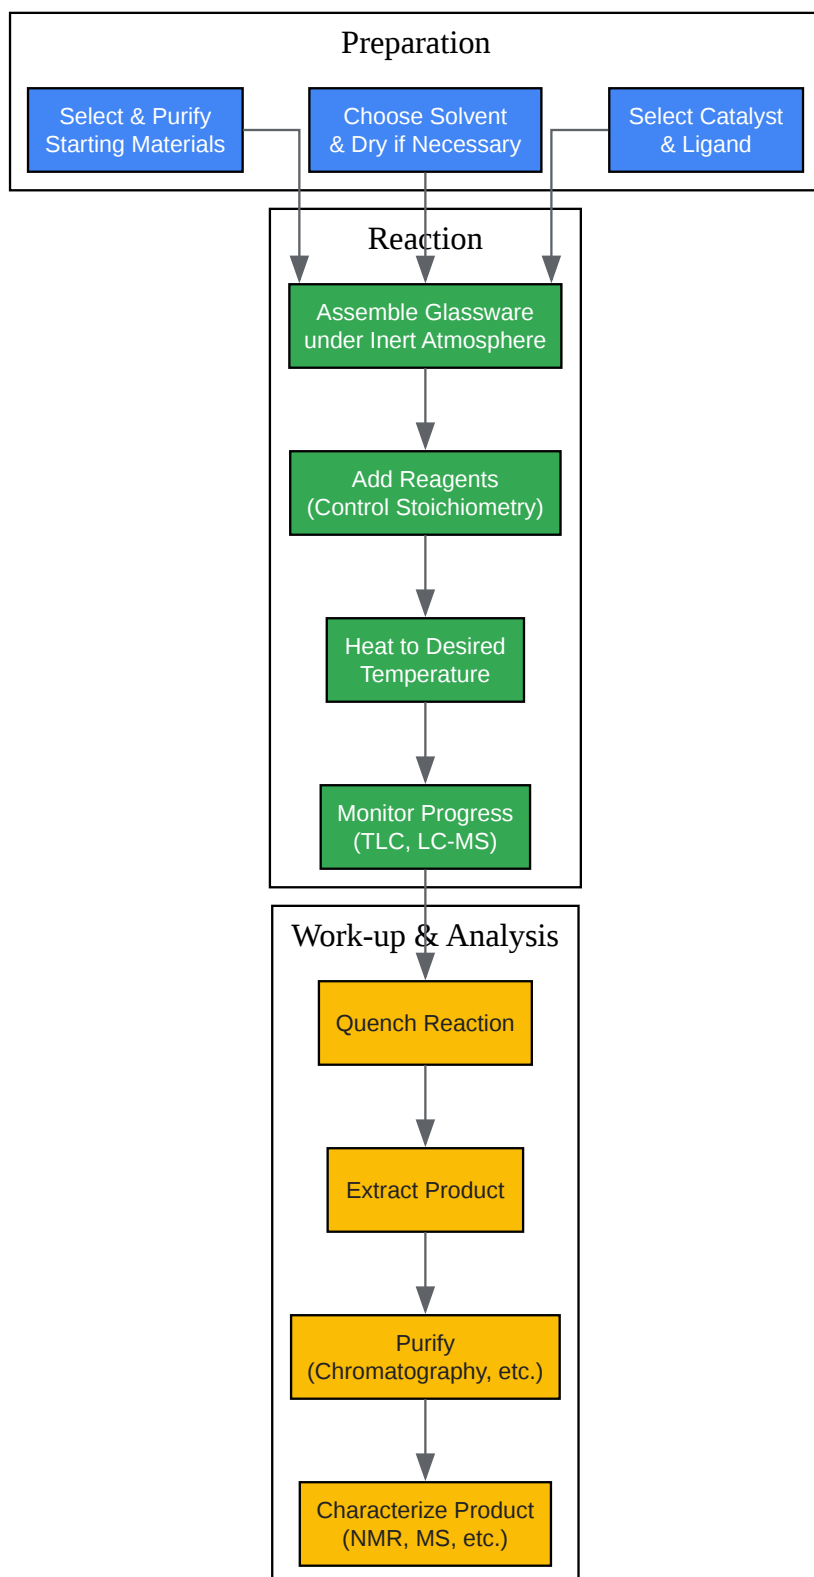 Preparation
Select & Purify
Starting Materials
Choose Solvent
& Dry if Necessary
Select Catalyst
& Ligand
Reaction
Assemble Glassware
under Inert Atmosphere
Add Reagents
(Control Stoichiometry)
Heat to Desired
Temperature
Monitor Progress
(TLC, LC-MS)
Work-up & Analysis
Quench Reaction
Extract Product
Purify
(Chromatography, etc.)
Characterize Product
(NMR, MS, etc.)